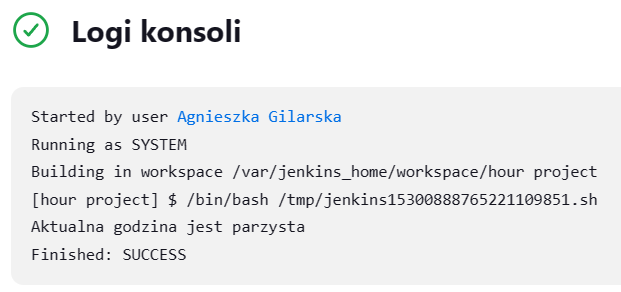 Logi konsoli
Started by user Agnieszka Gilarska
Running as SYSTEM
Building in workspace /var/jenkins_home/workspace/hour project
[hour project] $ /bin/bash /tmp/jenkins15300888765221109851.sh
Aktualna godzina jest parzysta
Finished: SUCCESS